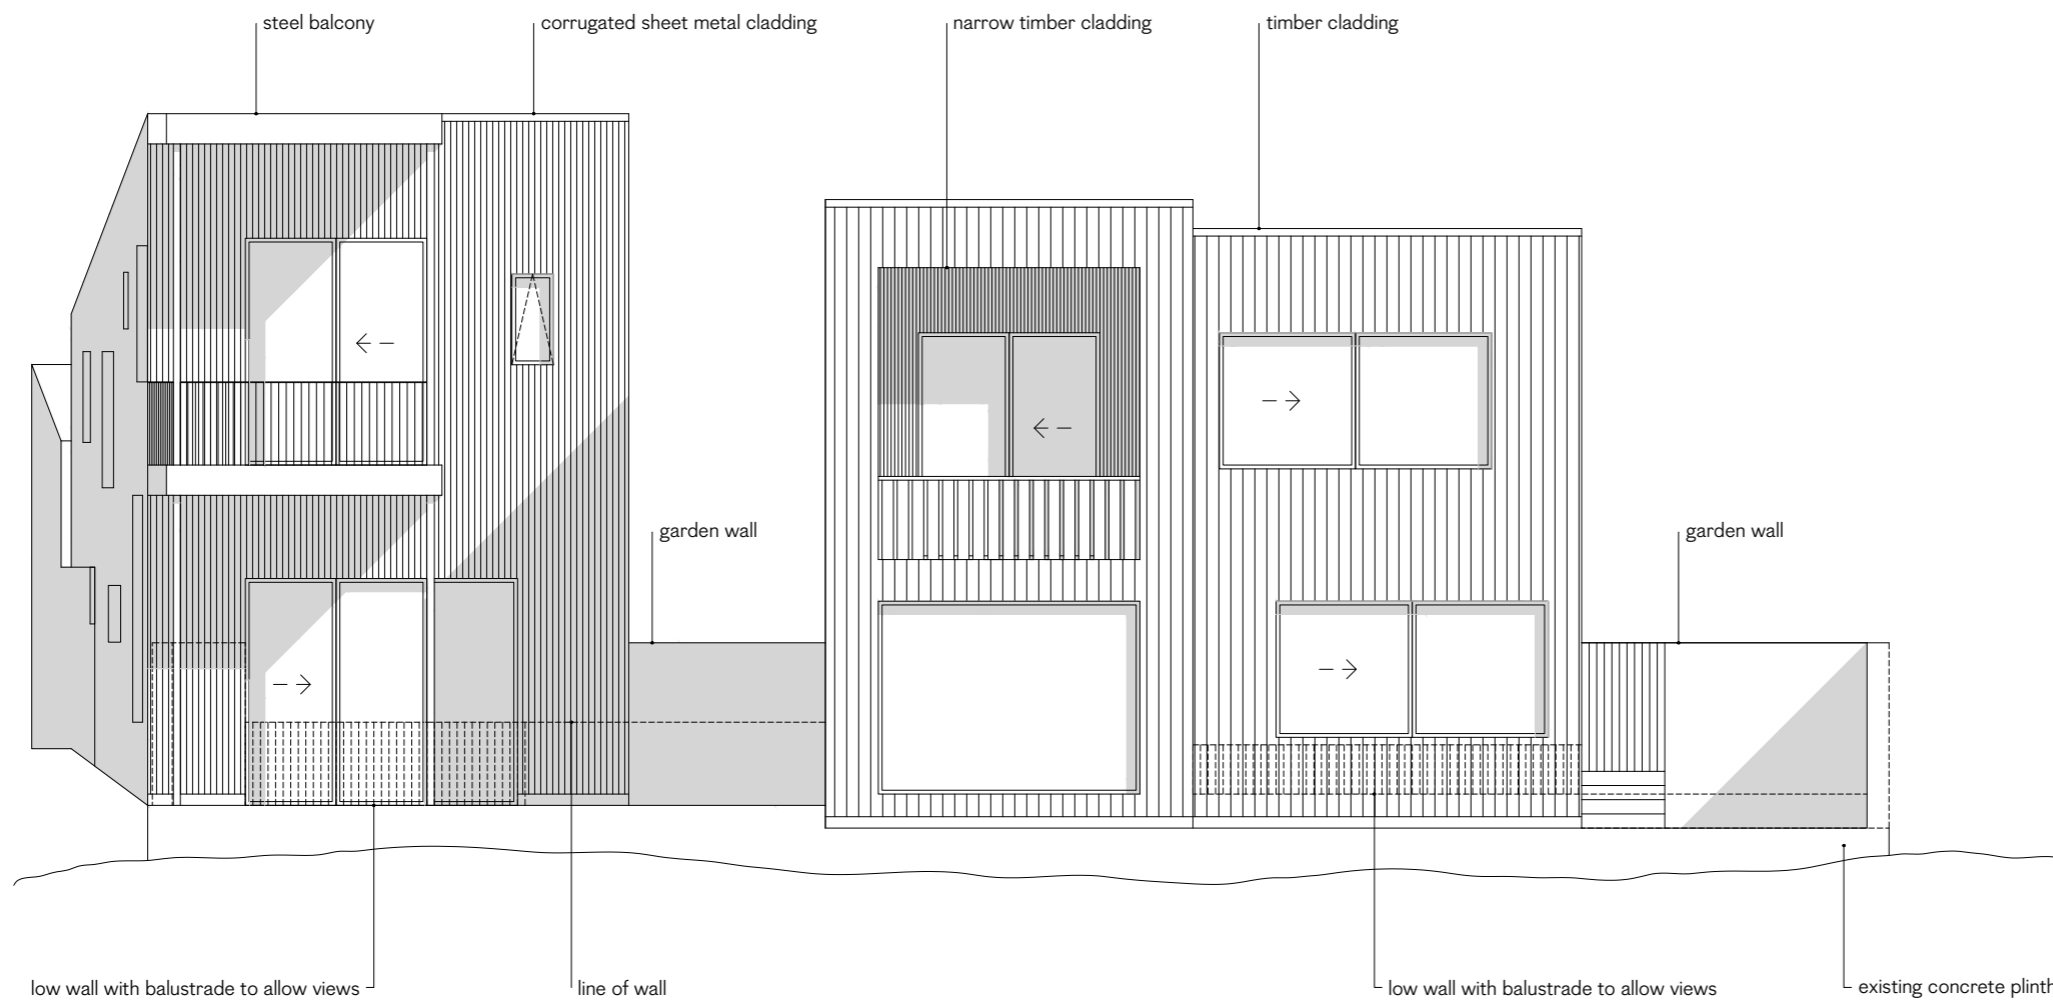 steel balcony
corrugated sheet metal cladding
narrow timber cladding
timber cladding
garden wall
garden wall
low wall with balustrade to allow views
line of wall
low wall with balustrade to allow views
existing concrete plinth